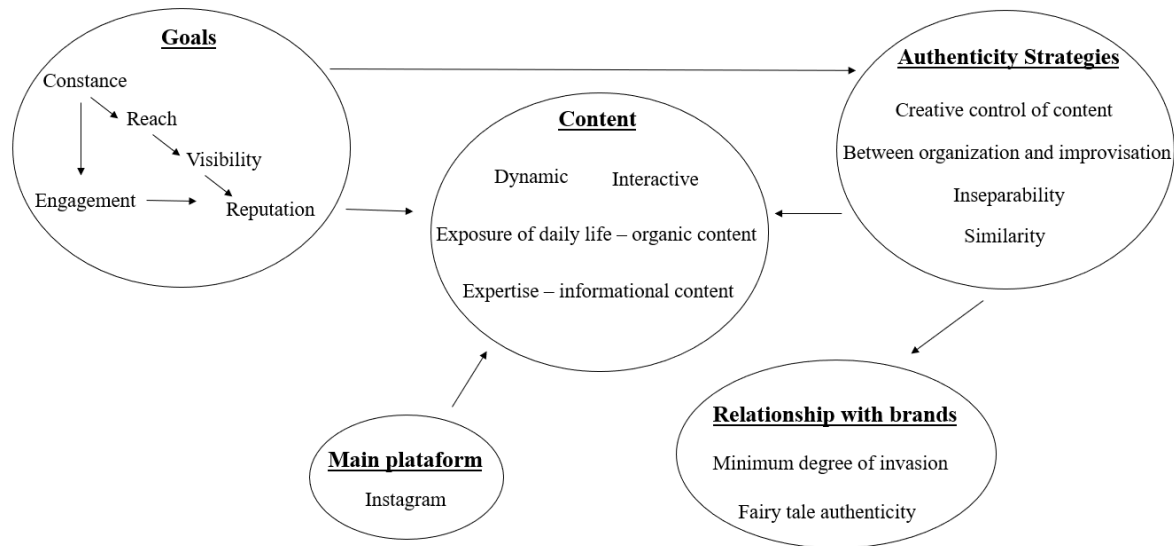 Goals
Constance
Reach
Visibility
Engagement
Reputation
Content
Dynamic
Interactive
Exposure of daily life – organic content
Expertise – informational content
Authenticity Strategies
Creative control of content
Between organization and improvisation
Inseparability
Similarity
Main plataform
Instagram
Relationship with brands
Minimum degree of invasion
Fairy tale authenticity